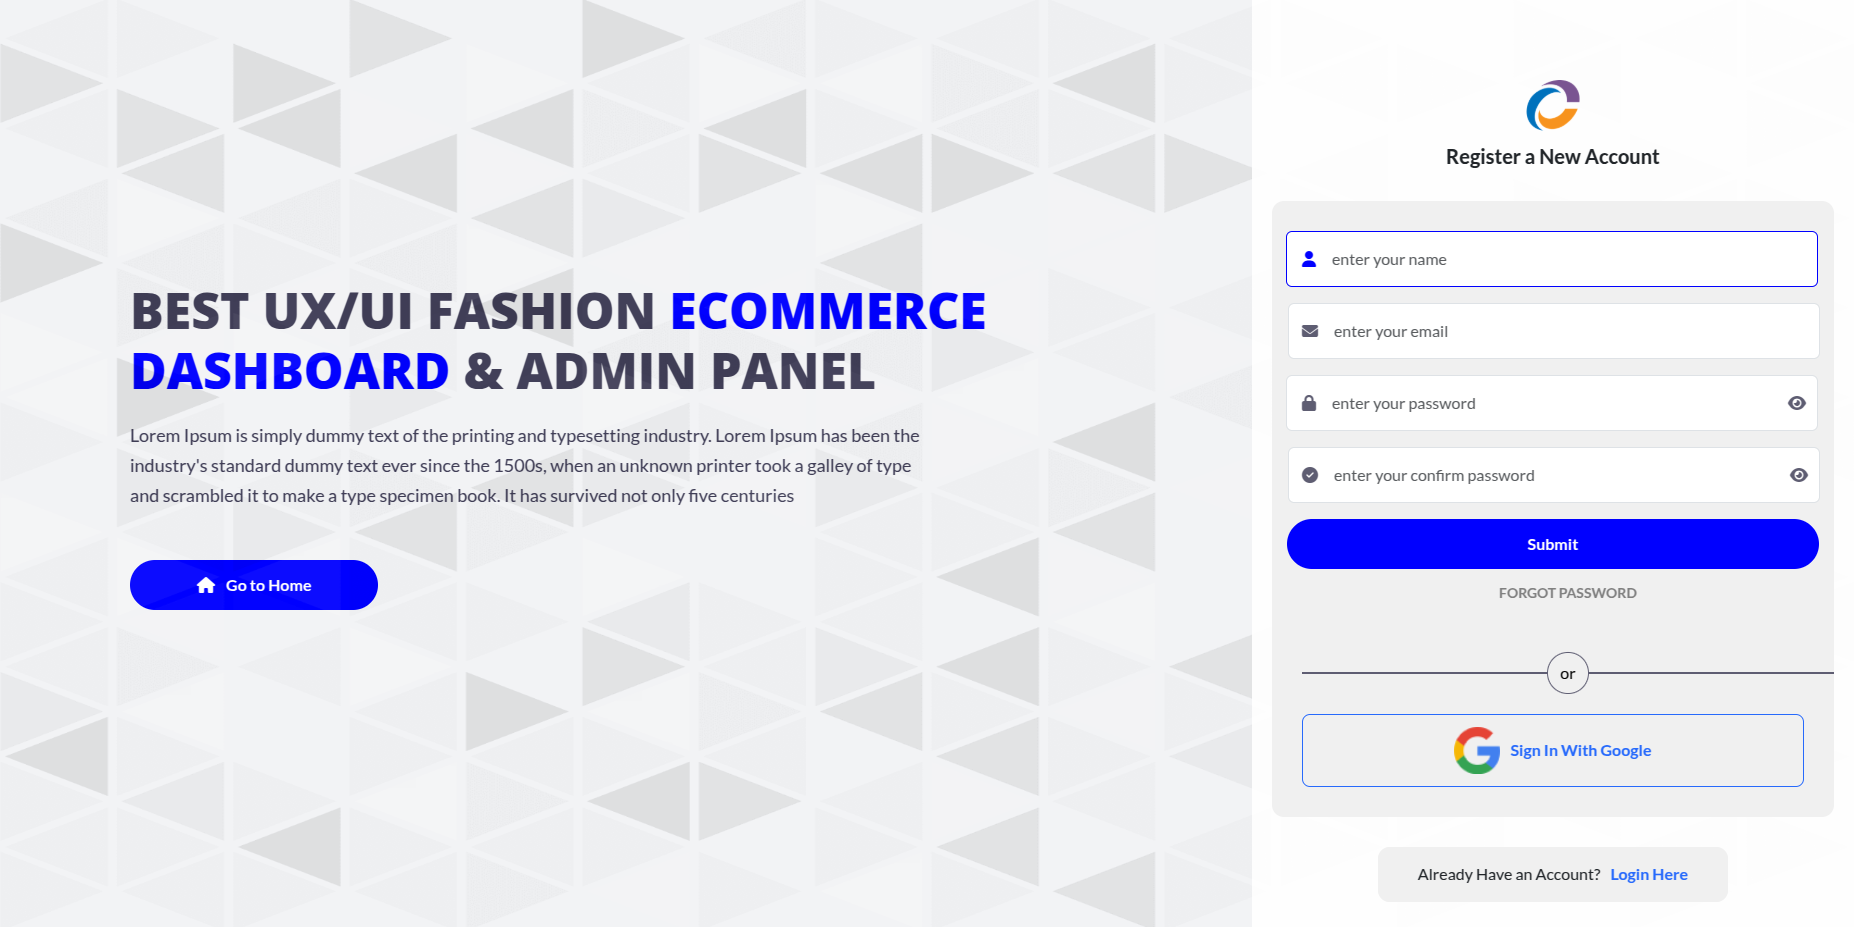 BEST UX/UI FASHION ECOMMERCE
DASHBOARD & ADMIN PANEL
Lorem Ipsum is simply dummy text of the printing and typesetting industry. Lorem Ipsum has been the
industry's standard dummy text ever since the 1500s, when an unknown printer took a galley of type
and scrambled it to make a type specimen book. It has survived not only five centuries
Go to Home
Register a New Account
enter your name
enter your email
enter your password
enter your confirm password
Submit
FORGOT PASSWORD
or
Sign In With Google
Already Have an Account? Login Here